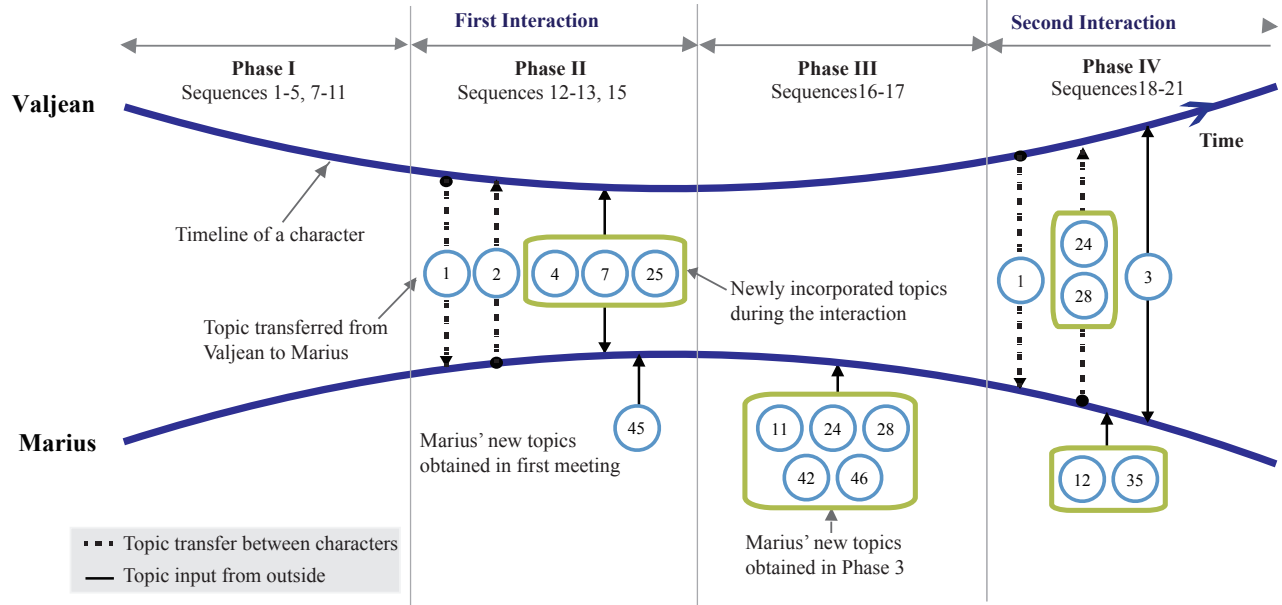 First Interaction
Second Interaction
Phase I
Sequences 1-5, 7-11
Phase II
Sequences 12-13, 15
Phase III
Sequences16-17
Phase IV
Sequences18-21
Valjean
Time
Timeline of a character
1
2
4
7
25
Newly incorporated topics
during the interaction
Topic transferred from
Valjean to Marius
1
24
28
3
Marius
Marius' new topics
obtained in first meeting
45
11
24
28
42
46
12
35
Marius' new topics
obtained in Phase 3
Topic transfer between characters
Topic input from outside